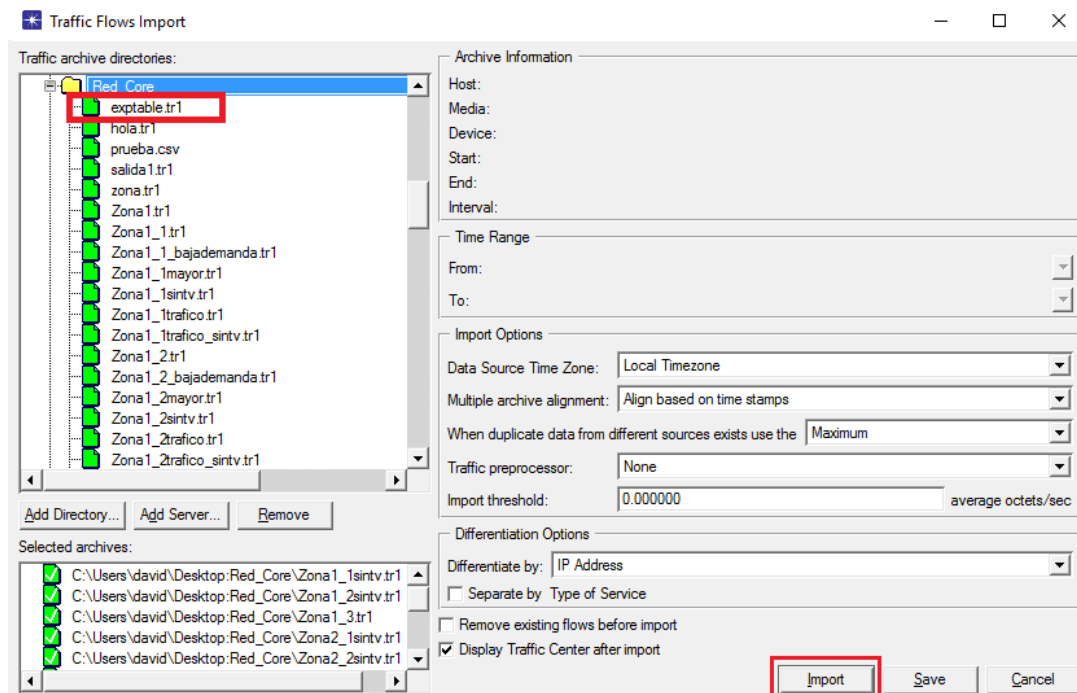 Traffic Flows Import
Traffic archive directories:
Red_Core
exptable.tr1
hola.tr1
prueba.csv
salida1.tr1
zona.tr1
Zona1.tr1
Zona1_1.tr1
Zona1_1_bajademanda.tr1
Zona1_1mayor.tr1
Zona1_1sintv.tr1
Zona1_1trafico.tr1
Zona1_1trafico_sintv.tr1
Zona1_2.tr1
Zona1_2_bajademanda.tr1
Zona1_2mayor.tr1
Zona1_2sintv.tr1
Zona1_2trafico.tr1
Zona1_2trafico_sintv.tr1
Add Directory...
Add Server...
Remove
Selected archives:
C:\Users\david\Desktop:Red_Core\Zona1_1sintv.tr1
C:\Users\david\Desktop:Red_Core\Zona1_2sintv.tr1
C:\Users\david\Desktop:Red_Core\Zona1_3.tr1
C:\Users\david\Desktop:Red_Core\Zona2_1sintv.tr1
C:\Users\david\Desktop:Red_Core\Zona2_2sintv.tr1
Archive Information
Host:
Media:
Device:
Start:
End:
Interval:
Time Range
From:
To:
Import Options
Data Source Time Zone: Local Timezone
Multiple archive alignment: Align based on time stamps
When duplicate data from different sources exists use the Maximum
Traffic preprocessor: None
Import threshold: 0.000000 average octets/sec
Differentiation Options
Differentiate by: IP Address
Separate by Type of Service
Remove existing flows before import
Display Traffic Center after import
Import
Save
Cancel